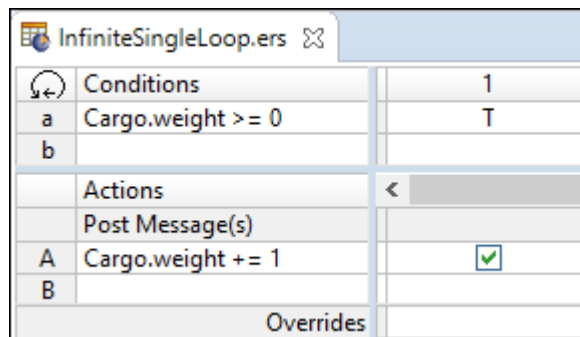 InfiniteSingleLoop.ers
Conditions 1
a Cargo.weight >= 0 T
b
Actions <
Post Message(s)
A Cargo.weight += 1
B
Overrides